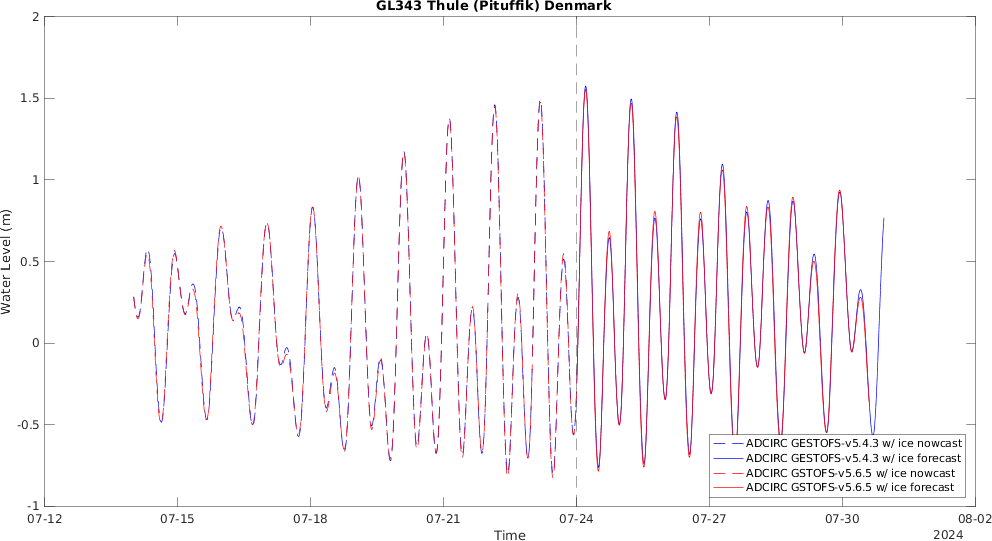 GL343 Thule (Pituffik) Denmark
2
1.5
1
0.5
0
-0.5
-1
Water Level (m)
07-12
07-15
07-18
07-21
07-24
07-27
07-30
08-02
Time
2024
ADCIRC GESTOFS-v5.4.3 w/ ice nowcast
ADCIRC GESTOFS-v5.4.3 w/ ice forecast
ADCIRC GSTOFS-v5.6.5 w/ ice nowcast
ADCIRC GSTOFS-v5.6.5 w/ ice forecast